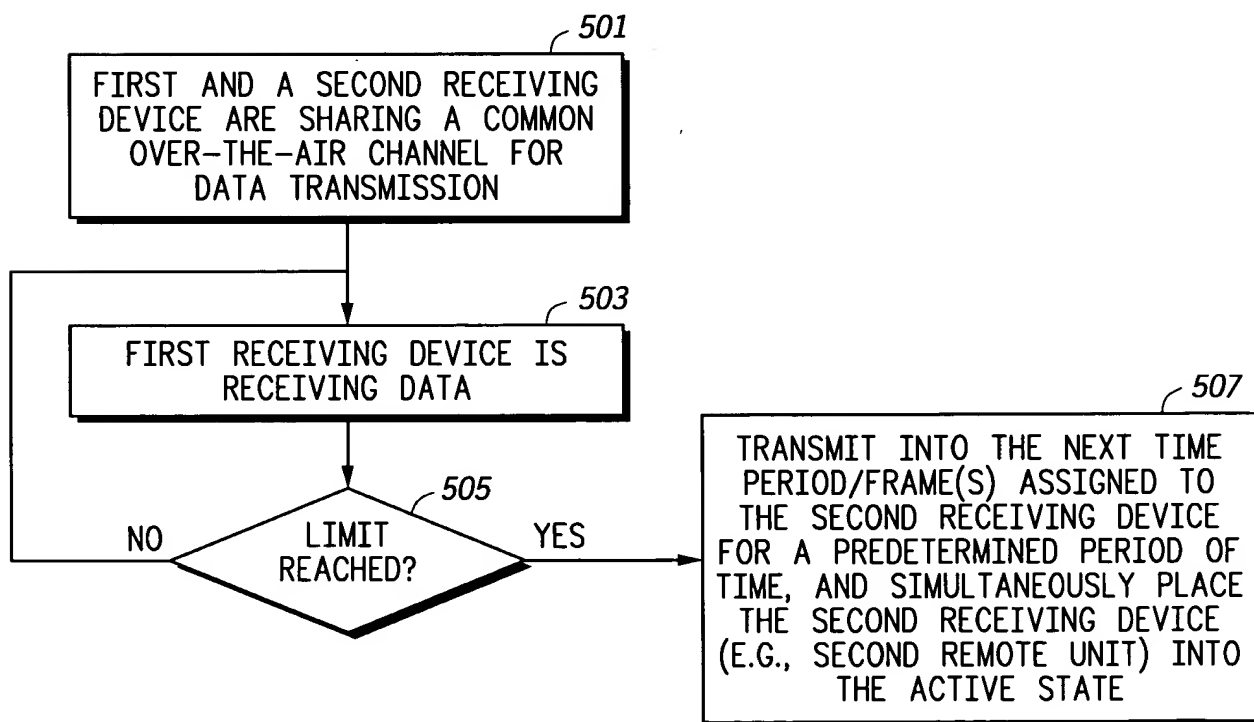 501
FIRST AND A SECOND RECEIVING
DEVICE ARE SHARING A COMMON
OVER-THE-AIR CHANNEL FOR
DATA TRANSMISSION
503
FIRST RECEIVING DEVICE IS
RECEIVING DATA
505
LIMIT
REACHED?
NO
YES
507
TRANSMIT INTO THE NEXT TIME
PERIOD/FRAME(S) ASSIGNED TO
THE SECOND RECEIVING DEVICE
FOR A PREDETERMINED PERIOD OF
TIME, AND SIMULTANEOUSLY PLACE
THE SECOND RECEIVING DEVICE
(E.G., SECOND REMOTE UNIT) INTO
THE ACTIVE STATE